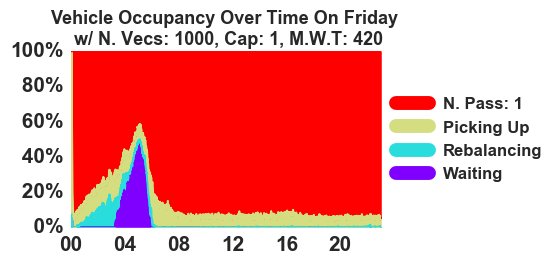 Vehicle Occupancy Over Time On Friday
w/ N. Vecs: 1000, Cap: 1, M.W.T: 420
100%
80%
60%
40%
20%
0%
00 04 08 12 16 20
N. Pass: 1
Picking Up
Rebalancing
Waiting